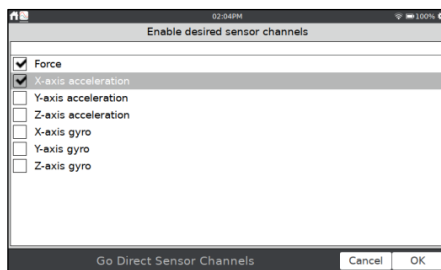 02:04PM 100%
Enable desired sensor channels
Force
X-axis acceleration
Y-axis acceleration
Z-axis acceleration
X-axis gyro
Y-axis gyro
Z-axis gyro
Go Direct Sensor Channels Cancel OK